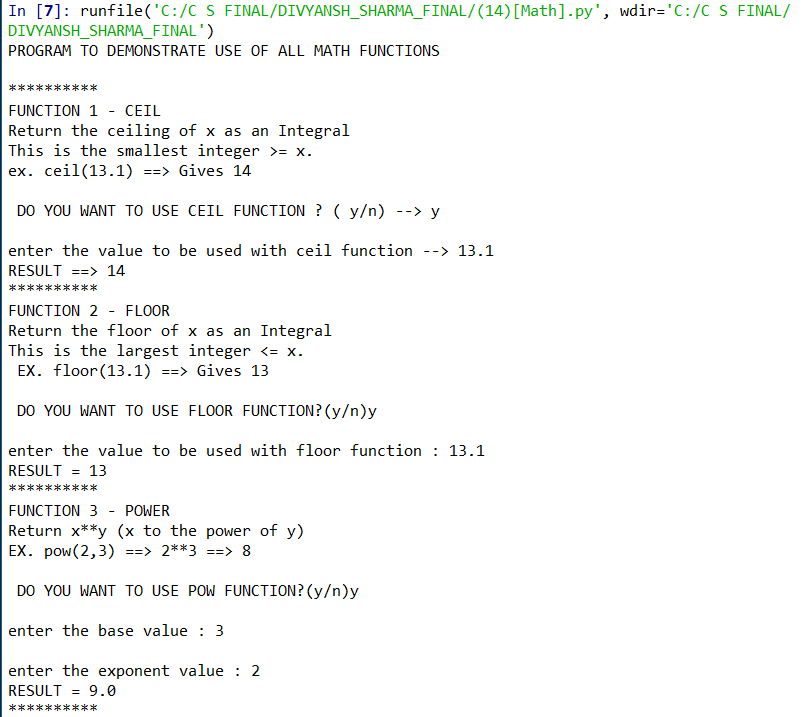 In [7]: runfile('C:/C S FINAL/DIVYANSH_SHARMA_FINAL/(14)[Math].py', wdir='C:/C S FINAL/
DIVYANSH_SHARMA_FINAL')
PROGRAM TO DEMONSTRATE USE OF ALL MATH FUNCTIONS
**********
FUNCTION 1 - CEIL
Return the ceiling of x as an Integral
This is the smallest integer >= x.
ex. ceil(13.1) ==> Gives 14
DO YOU WANT TO USE CEIL FUNCTION ? ( y/n) --> y
enter the value to be used with ceil function --> 13.1
RESULT ==> 14
**********
FUNCTION 2 - FLOOR
Return the floor of x as an Integral
This is the largest integer <= x.
EX. floor(13.1) ==> Gives 13
DO YOU WANT TO USE FLOOR FUNCTION?(y/n)y
enter the value to be used with floor function : 13.1
RESULT = 13
**********
FUNCTION 3 - POWER
Return x**y (x to the power of y)
EX. pow(2,3) ==> 2**3 ==> 8
DO YOU WANT TO USE POW FUNCTION?(y/n)y
enter the base value : 3
enter the exponent value : 2
RESULT = 9.0
**********